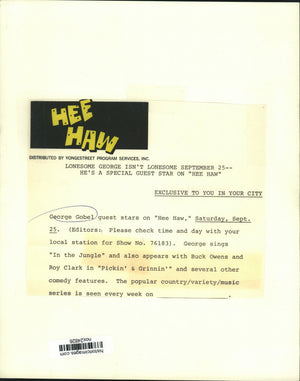 HEE
HAW
DISTRIBUTED BY YONGESTREET PROGRAM SERVICES, INC.
LONESOME GEORGE ISN'T LONESOME SEPTEMBER 25--
HE'S A SPECIAL GUEST STAR ON "HEE HAW"
EXCLUSIVE TO YOU IN YOUR CITY
George Gobel guest stars on "Hee Haw," Saturday, Sept.
25. (Editors: Please check time and day with your
local station for Show No. 76183). George sings
"In the Jungle" and also appears with Buck Owens and
Roy Clark in "Pickin' & Grinnin'" and several other
comedy features. The popular country/variety/music
series is seen every week on
historicimages.com